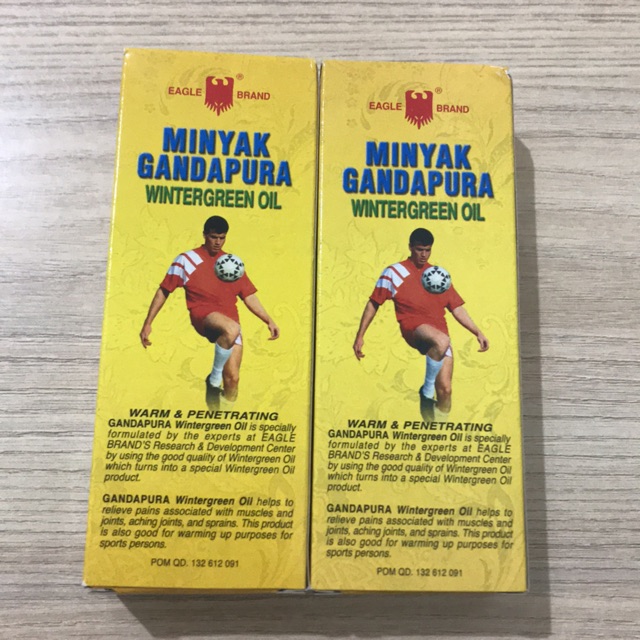 EAGLE BRAND ®
MINYAK
GANDAPURA
WINTERGREEN OIL
WARM & PENETRATING
GANDAPURA Wintergreen Oil is specially
formulated by the experts at EAGLE
BRAND'S Research & Development Center
by using the good quality of Wintergreen Oil
which turns into a special Wintergreen Oil
product.
GANDAPURA Wintergreen Oil helps to
relieve pains associated with muscles and
joints, aching joints, and sprains. This product
is also good for warming up purposes for
sports persons.
POM QD. 132 612 091
EAGLE BRAND ®
MINYAK
GANDAPURA
WINTERGREEN OIL
WARM & PENETRATING
GANDAPURA Wintergreen Oil is specially
formulated by the experts at EAGLE
BRAND'S Research & Development Center
by using the good quality of Wintergreen Oil
which turns into a special Wintergreen Oil
product.
GANDAPURA Wintergreen Oil helps to
relieve pains associated with muscles and
joints, aching joints, and sprains. This product
is also good for warming up purposes for
sports persons.
POM QD. 132 612 091